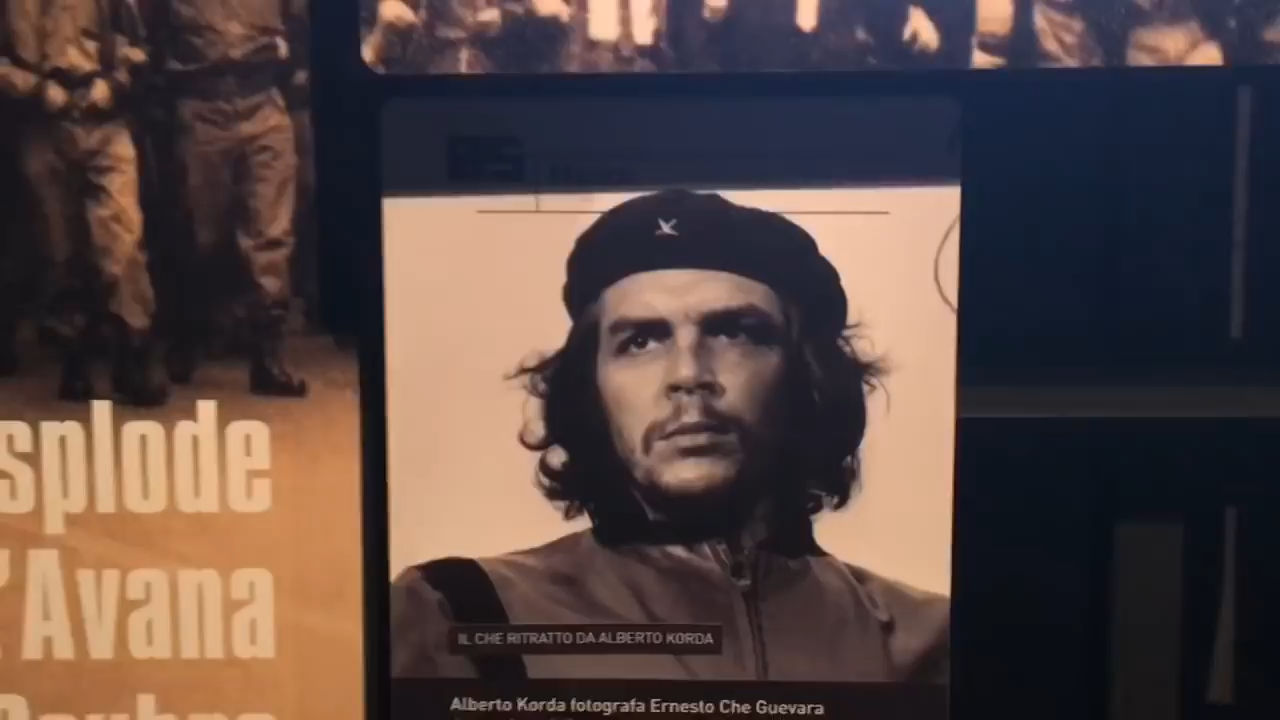 splode
l'Avana
IL CHE RITRATTO DA ALBERTO KORDA
Alberto Korda fotografa Ernesto Che Guevara